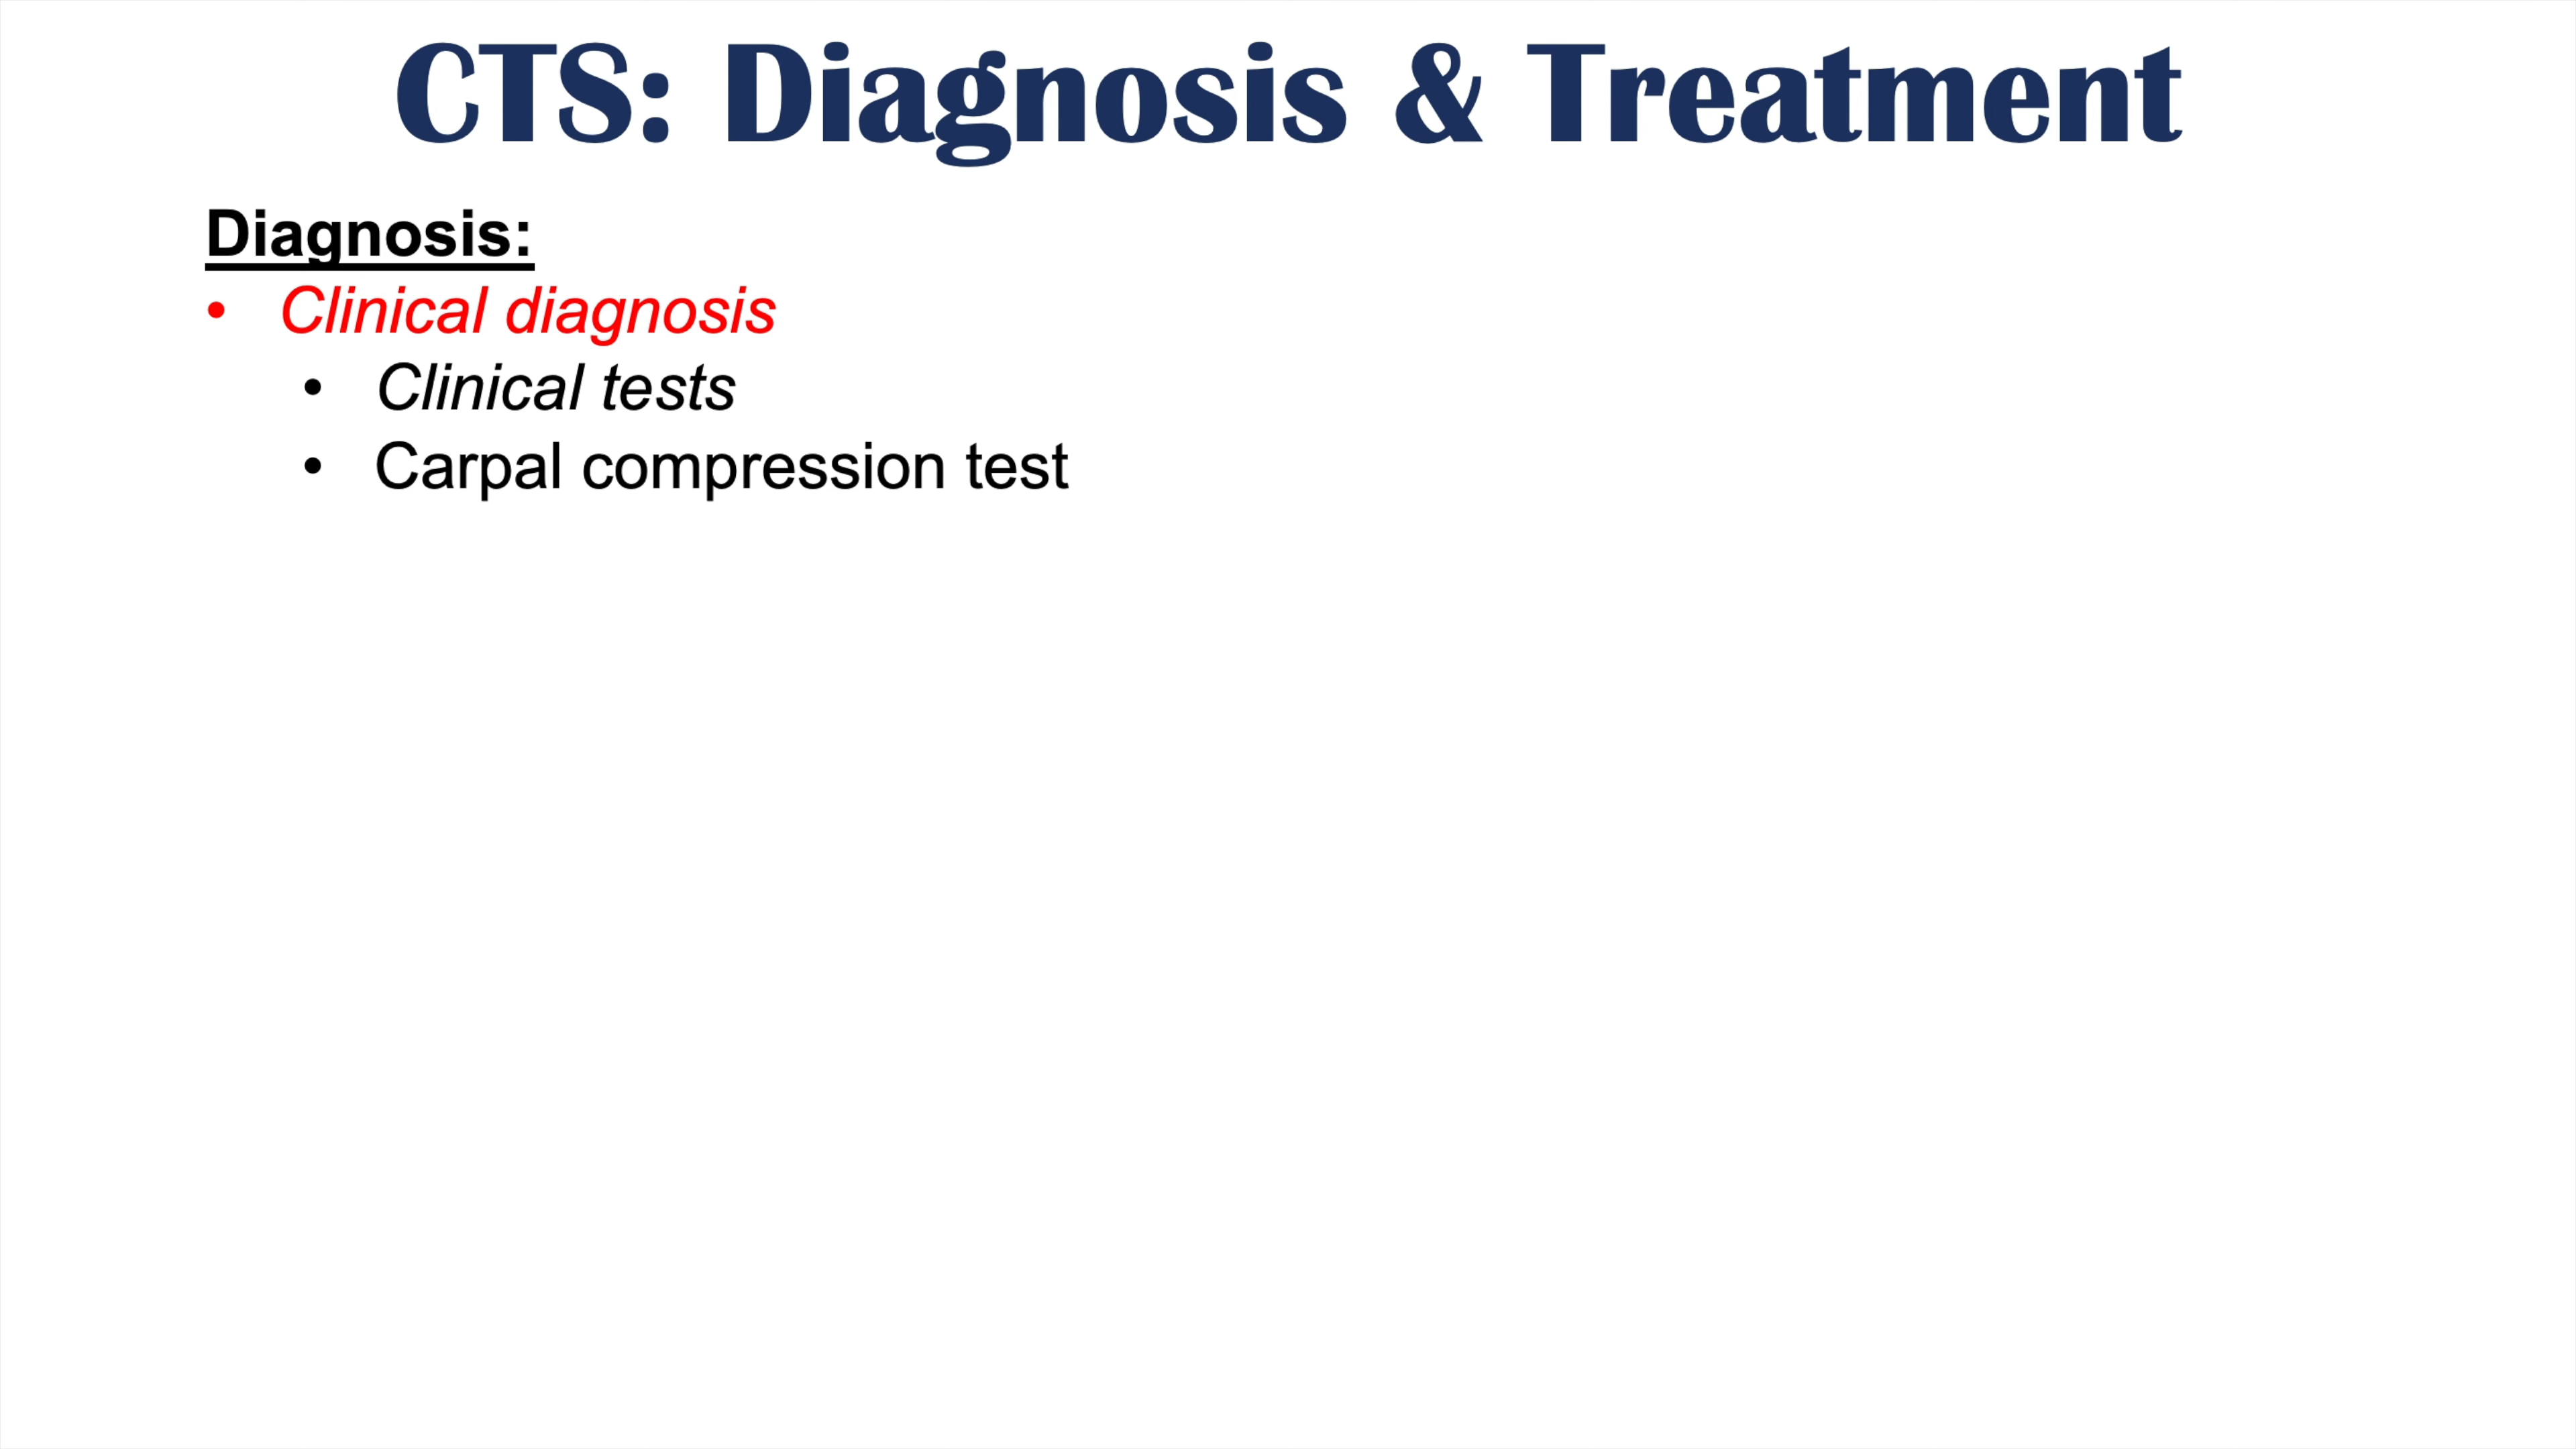 CTS: Diagnosis & Treatment
Diagnosis:
• Clinical diagnosis
• Clinical tests
• Carpal compression test